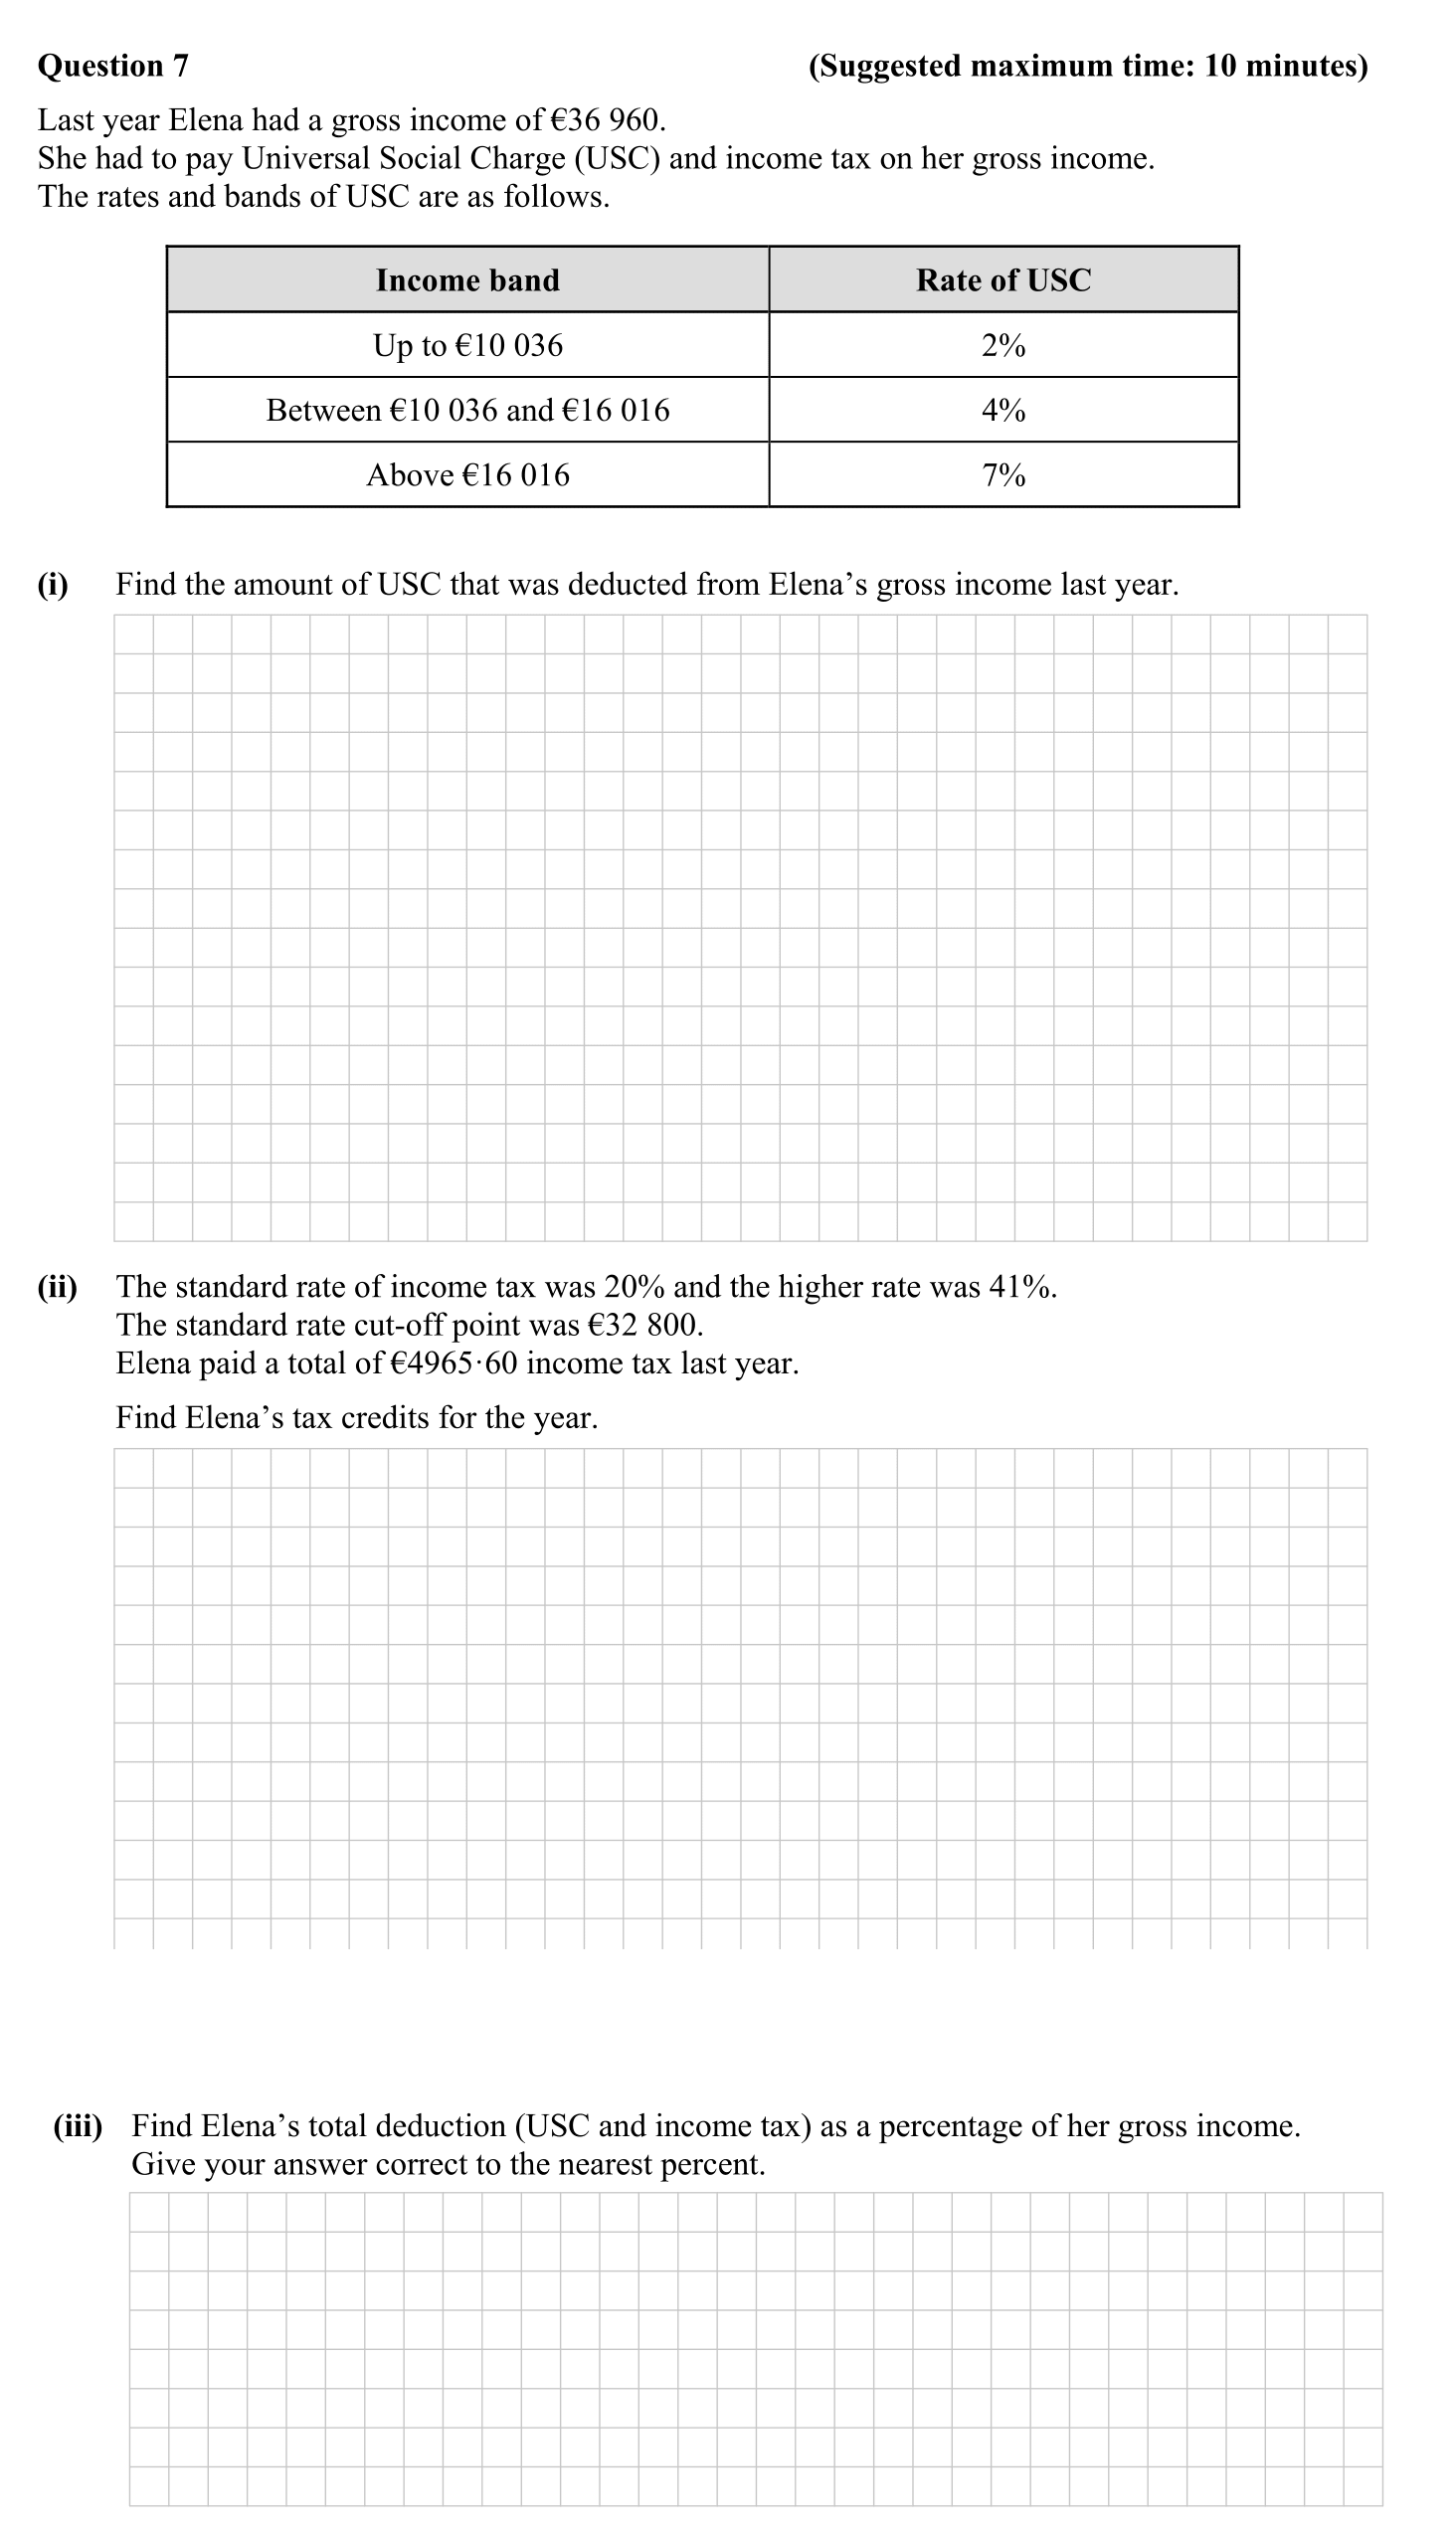 Question 7 (Suggested maximum time: 10 minutes)
Last year Elena had a gross income of €36 960.
She had to pay Universal Social Charge (USC) and income tax on her gross income.
The rates and bands of USC are as follows.
Income band Rate of USC
Up to €10 036 2%
Between €10 036 and €16 016 4%
Above €16 016 7%
(i) Find the amount of USC that was deducted from Elena’s gross income last year.
(ii) The standard rate of income tax was 20% and the higher rate was 41%.
The standard rate cut-off point was €32 800.
Elena paid a total of €4965·60 income tax last year.
Find Elena’s tax credits for the year.
(iii) Find Elena’s total deduction (USC and income tax) as a percentage of her gross income.
Give your answer correct to the nearest percent.